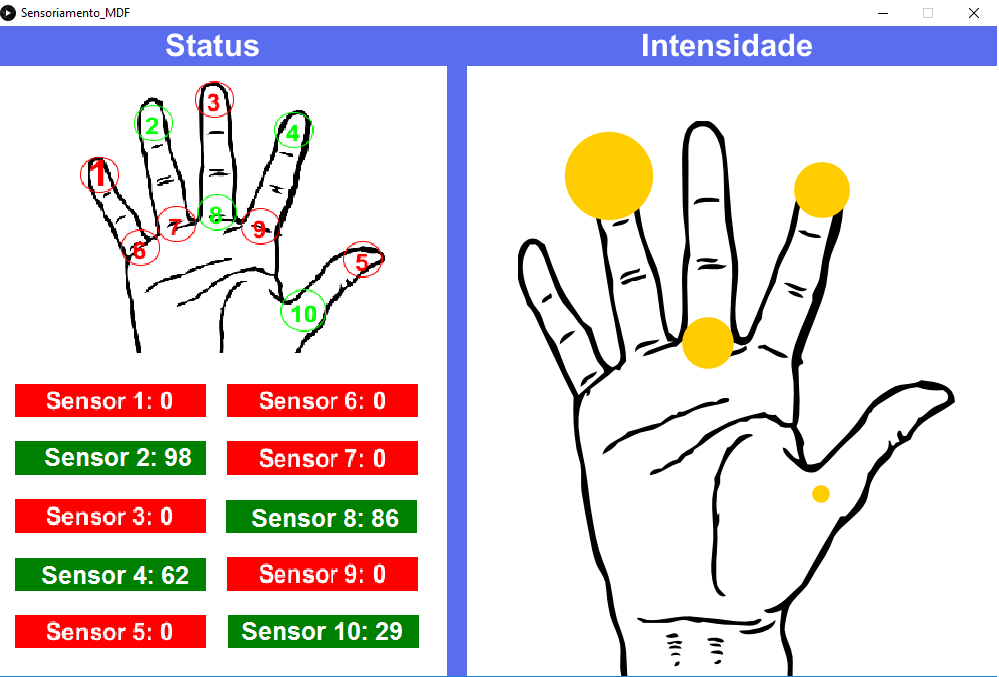 Sensoriamento_MDF
Status
1
2
3
4
5
6
7
8
9
10
Sensor 1: 0
Sensor 6: 0
Sensor 2: 98
Sensor 7: 0
Sensor 3: 0
Sensor 8: 86
Sensor 4: 62
Sensor 9: 0
Sensor 5: 0
Sensor 10: 29
Intensidade